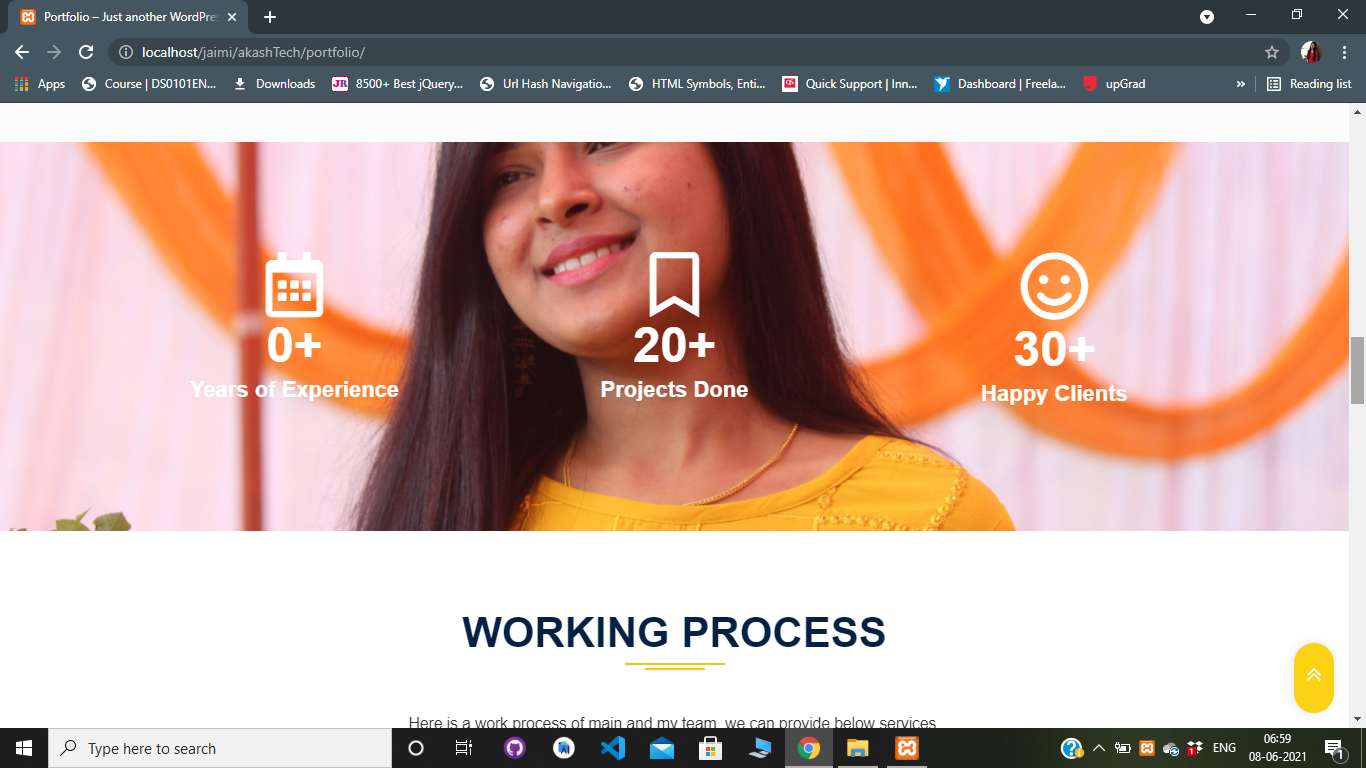 Portfolio – Just another WordPres
localhost/jaimi/akashTech/portfolio/
Apps
Course | DS0101EN...
Downloads
JR
8500+ Best jQuery...
Url Hash Navigatio...
HTML Symbols, Enti...
Quick Support | Inn...
Dashboard | Freela...
upGrad
»
Reading list
0+
Years of Experience
20+
Projects Done
30+
Happy Clients
WORKING PROCESS
Here is a work process of main and my team, we can provide below services
Type here to search
ENG
06:59
08-06-2021
1